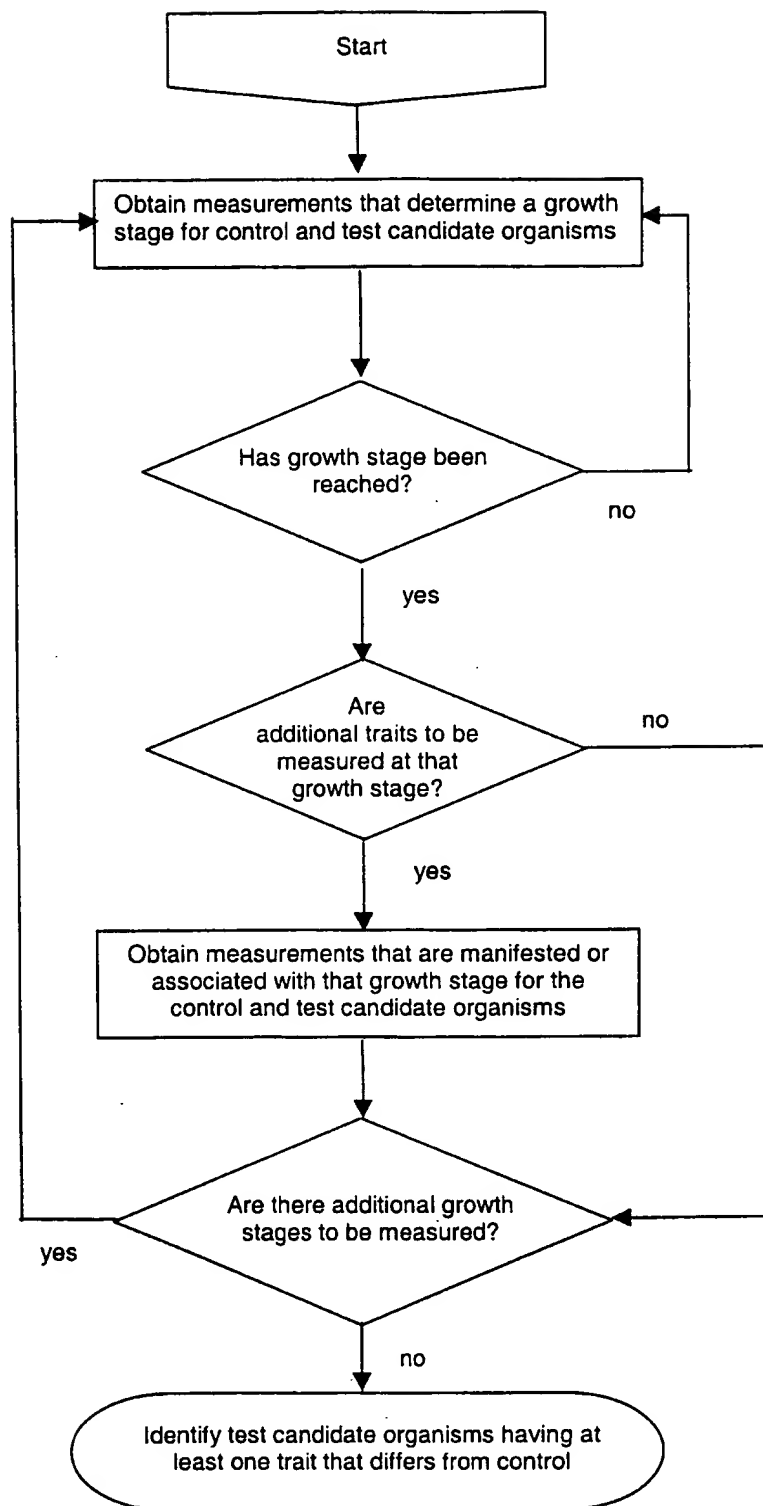 Start
Obtain measurements that determine a growth
stage for control and test candidate organisms
Has growth stage been
reached?
no
yes
Are
additional traits to be
measured at that
growth stage?
no
yes
Obtain measurements that are manifested or
associated with that growth stage for the
control and test candidate organisms
Are there additional growth
stages to be measured?
yes
no
Identify test candidate organisms having at
least one trait that differs from control